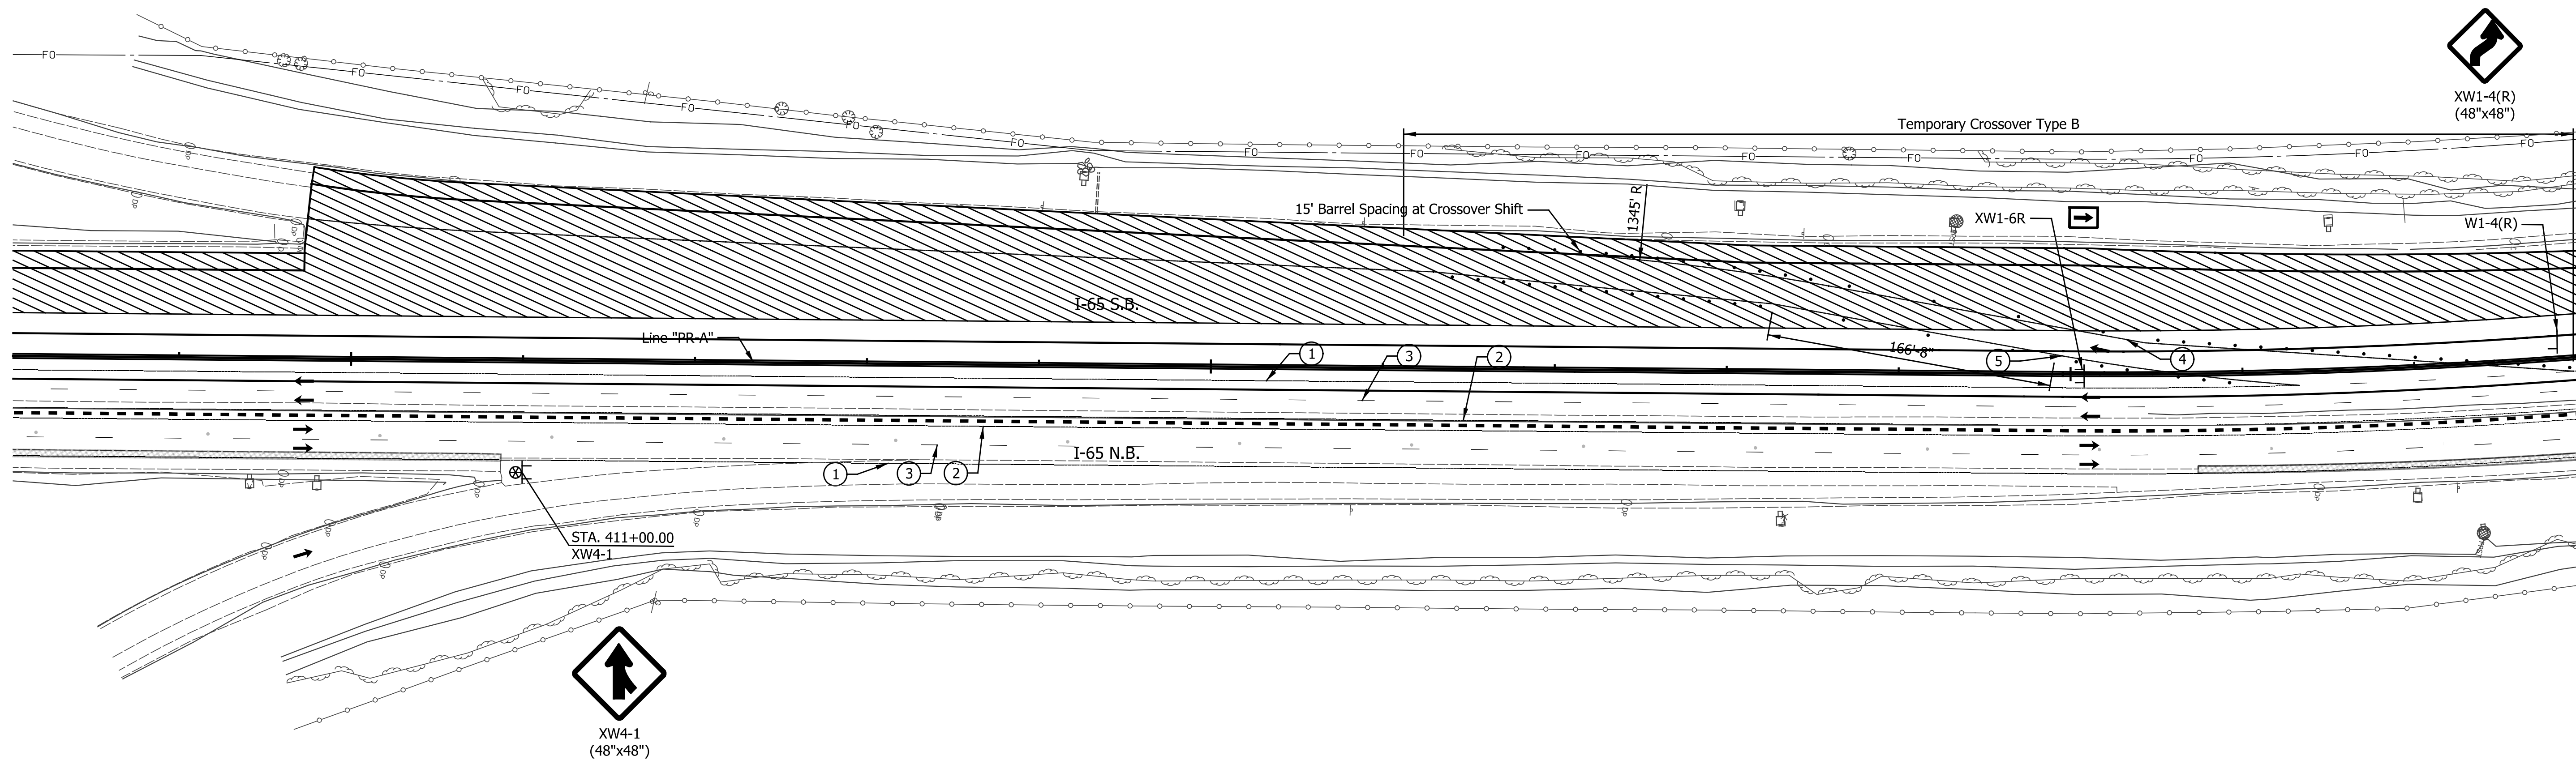 FO
FO
FO
FO
FO
FO
FO
FO
FO
FO
FO
FO
FO
FO
XW1-4(R)
(48"x48")
Temporary Crossover Type B
15' Barrel Spacing at Crossover Shift
1345' R
XW1-6R
W1-4(R)
I-65 S.B.
Line "PR-A"
1
3
2
166'-8"
5
4
I-65 N.B.
1
3
2
STA. 411+00.00
XW4-1
XW4-1
(48"x48")